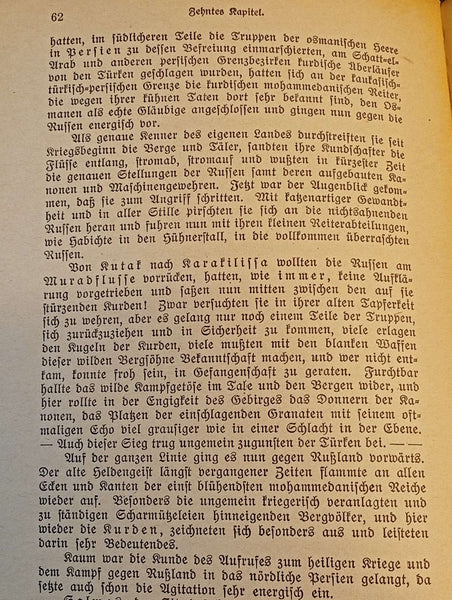 62
Zehntes Kapitel.
hatten, im südlicheren Teile die Truppen der osmanischen Heere
in Persien zu dessen Befreiung einmarschierten, am Schatt-el-
Arab und anderen persischen Grenzbezirken kurdische Überläufer
von den Türken geschlagen wurden, hatten sich an der kaukasisch-
türkisch-persischen Grenze die kurdischen mohammedanischen Reiter,
die wegen ihrer kühnen Taten dort sehr bekannt sind, den Os-
manen als echte Gläubige angeschlossen und gingen nun gegen die
Russen energisch vor.
Als genaue Kenner des eigenen Landes durchstreiften sie seit
Kriegsbeginn die Berge und Täler, sandten ihre Kundschafter die
Flüsse entlang, stromab, stromauf und wußten in kürzester Zeit
die genauen Stellungen der Russen samt deren aufgebauten Ka-
nonen und Maschinengewehren. Jetzt war der Augenblick gekom-
men, daß sie zum Angriff schritten. Mit katzenartiger Gewandt-
heit und in aller Stille pirschten sie sich an die nichtsahnenden
Russen heran und fuhren nun mit ihren kleinen Reiterabteilungen,
wie Habichte in den Hühnerstall, in die vollkommen überraschten
Russen.
Von Kutak nach Karakilissa wollten die Russen am
Muradflusse vorrücken, hatten, wie immer, keine Aufklä-
rung vorgetrieben und saßen nun mitten zwischen den auf sie
stürzenden Kurden! Zwar versuchten sie in ihrer alten Tapferkeit
sich zu wehren, aber es gelang nur noch einem Teile der Truppen,
sich zurückzuziehen und in Sicherheit zu kommen, viele erlagen
den Kugeln der Kurden, viele mußten mit den blanken Waffen
dieser wilden Bergsöhne Bekanntschaft machen, und wer nicht ent-
kam, konnte froh sein, in Gefangenschaft zu geraten. Furchtbar
hallte das wilde Kampfgetöse im Tale und den Bergen wider, und
hier rollte in der Engigkeit des Gebirges das Donnern der Ka-
nonen, das Platzen der einschlagenden Granaten mit seinem oft-
maligen Echo viel grausiger wie in einer Schlacht in der Ebene.
— Auch dieser Sieg trug ungemein zugunsten der Türken bei. — —
Auf der ganzen Linie ging es nun gegen Rußland vorwärts.
Der alte Heldengeist längst vergangener Zeiten flammte an allen
Ecken und Kanten der einst blühendsten mohammedanischen Reiche
wieder auf. Besonders die ungemein kriegerisch veranlagten und
zu ständigen Scharmützeleien hinneigenden Bergvölker, und hier
wieder die Kurden, zeichneten sich besonders aus und leisteten
darin sehr Bedeutendes.
Kaum war die Kunde des Aufrufes zum heiligen Kriege und
dem Kampf gegen Rußland in das nördliche Persien gelangt, da
setzte auch schon die Agitation sehr energisch ein.